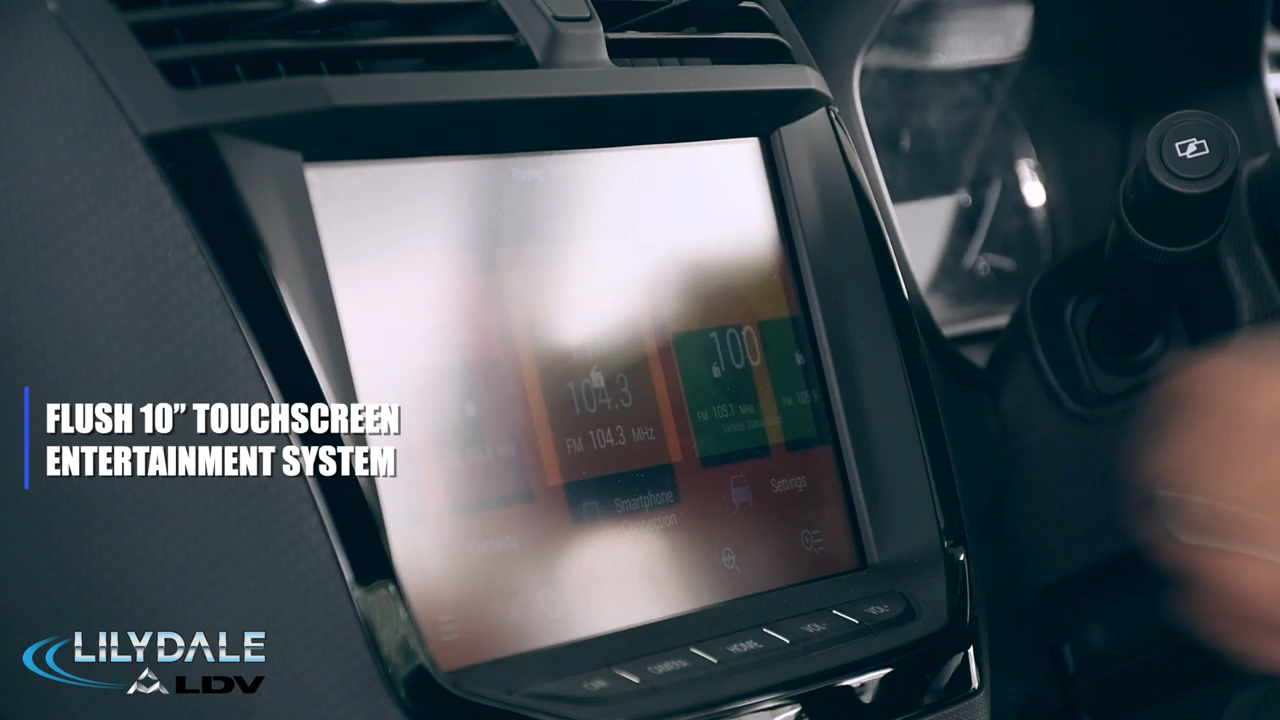 104.3
FM 104.3 MHz
100
FM 105.1 MHz
Smartphone
Connection
Settings
CAMERA
HOME
VOL-
VOL+
FLUSH 10” TOUCHSCREEN
ENTERTAINMENT SYSTEM
LILYDALE
LDV